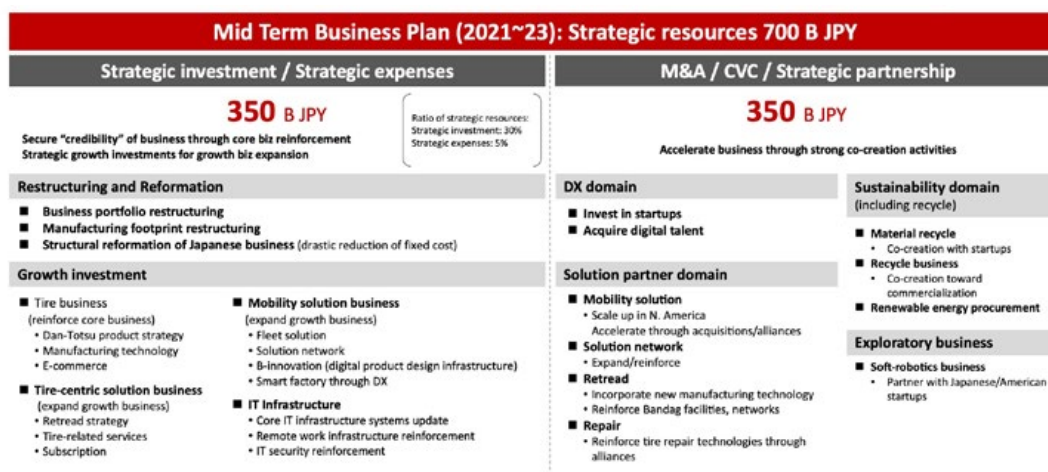 Mid Term Business Plan (2021~23): Strategic resources 700 B JPY
Strategic investment / Strategic expenses
350 B JPY
Secure “credibility” of business through core biz reinforcement
Strategic growth investments for growth biz expansion
Ratio of strategic resources:
Strategic investment: 30%
Strategic expenses: 5%
Restructuring and Reformation
■ Business portfolio restructuring
■ Manufacturing footprint restructuring
■ Structural reformation of Japanese business (drastic reduction of fixed cost)
Growth investment
■ Tire business
(reinforce core business)
• Dan-Totsu product strategy
• Manufacturing technology
• E-commerce
■ Tire-centric solution business
(expand growth business)
• Retread strategy
• Tire-related services
• Subscription
■ Mobility solution business
(expand growth business)
• Fleet solution
• Solution network
• B-innovation (digital product design infrastructure)
• Smart factory through DX
■ IT Infrastructure
• Core IT infrastructure systems update
• Remote work infrastructure reinforcement
• IT security reinforcement
M&A / CVC / Strategic partnership
350 B JPY
Accelerate business through strong co-creation activities
DX domain
■ Invest in startups
■ Acquire digital talent
Solution partner domain
■ Mobility solution
• Scale up in N. America
Accelerate through acquisitions/alliances
■ Solution network
• Expand/reinforce
■ Retread
• Incorporate new manufacturing technology
• Reinforce Bandag facilities, networks
■ Repair
• Reinforce tire repair technologies through
alliances
Sustainability domain
(including recycle)
■ Material recycle
• Co-creation with startups
■ Recycle business
• Co-creation toward
commercialization
■ Renewable energy procurement
Exploratory business
■ Soft-robotics business
• Partner with Japanese/American
startups